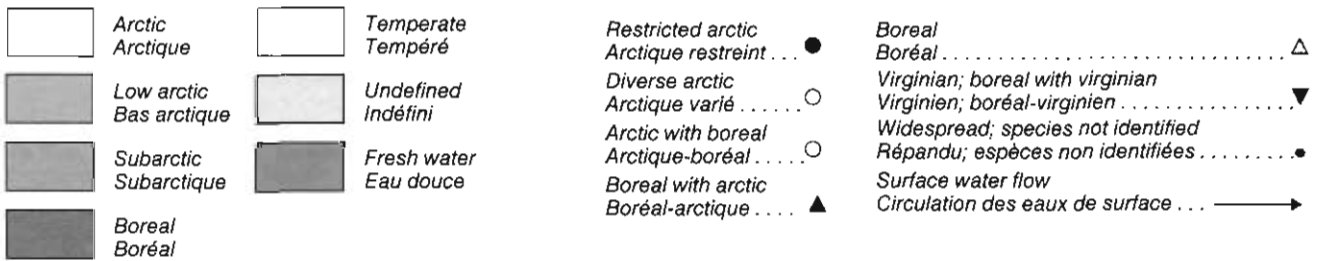 Arctic
Arctique
Low arctic
Bas arctique
Subarctic
Subarctique
Boreal
Boréal
Temperate
Tempéré
Undefined
Indéfini
Fresh water
Eau douce
Restricted arctic
Arctique restreint . . . ●
Diverse arctic
Arctique varié . . . . . . ○
Arctic with boreal
Arctique-boréal . . . . . ○
Boreal with arctic
Boréal-arctique . . . . ▲
Boreal
Boréal . . . . . . . . . . . . . . . . . . . . . . . . . . . . . . . △
Virginian; boreal with virginian
Virginien; boréal-virginien . . . . . . . . . . . . . . . . ▼
Widespread; species not identified
Répandu; espèces non identifiées . . . . . . . . . •
Surface water flow
Circulation des eaux de surface . . . ⟶